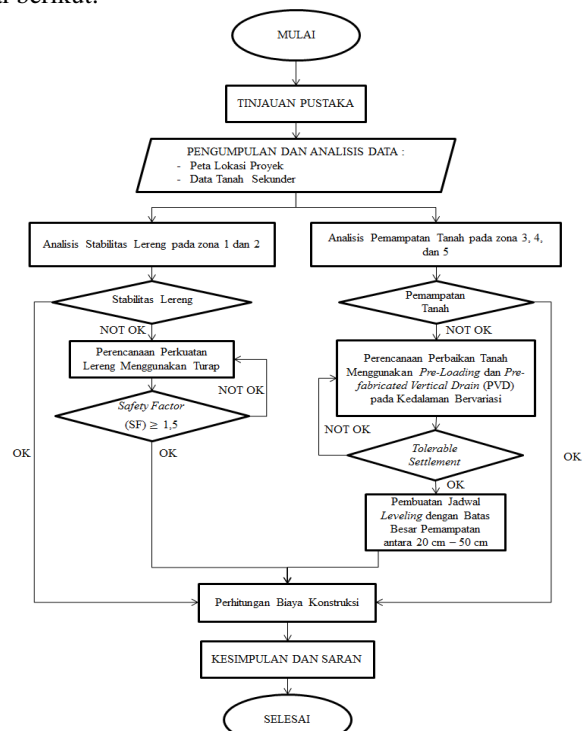 i berikut:
MULAI
TINJAUAN PUSTAKA
PENGUMPULAN DAN ANALISIS DATA :
- Peta Lokasi Proyek
- Data Tanah Sekunder
Analisis Stabilitas Lereng pada zona 1 dan 2
Stabilitas Lereng
NOT OK
Perencanaan Perkuatan
Lereng Menggunakan Turap
NOT OK
Safety Factor
(SF) ≥ 1,5
OK
OK
Analisis Pemampatan Tanah pada zona 3, 4,
dan 5
Pemampatan
Tanah
NOT OK
Perencanaan Perbaikan Tanah
Menggunakan Pre-Loading dan Pre-
fabricated Vertical Drain (PVD)
pada Kedalaman Bervariasi
NOT OK
Tolerable
Settlement
OK
OK
Pembuatan Jadwal
Leveling dengan Batas
Besar Pemampatan
antara 20 cm – 50 cm
Perhitungan Biaya Konstruksi
KESIMPULAN DAN SARAN
SELESAI